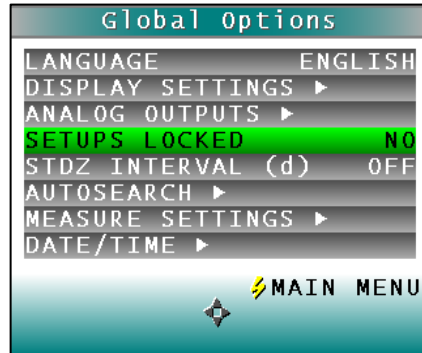 Global Options
LANGUAGE ENGLISH
DISPLAY SETTINGS ▶
ANALOG OUTPUTS ▶
SETUPS LOCKED NO
STDZ INTERVAL (d) OFF
AUTOSEARCH ▶
MEASURE SETTINGS ▶
DATE/TIME ▶
MAIN MENU